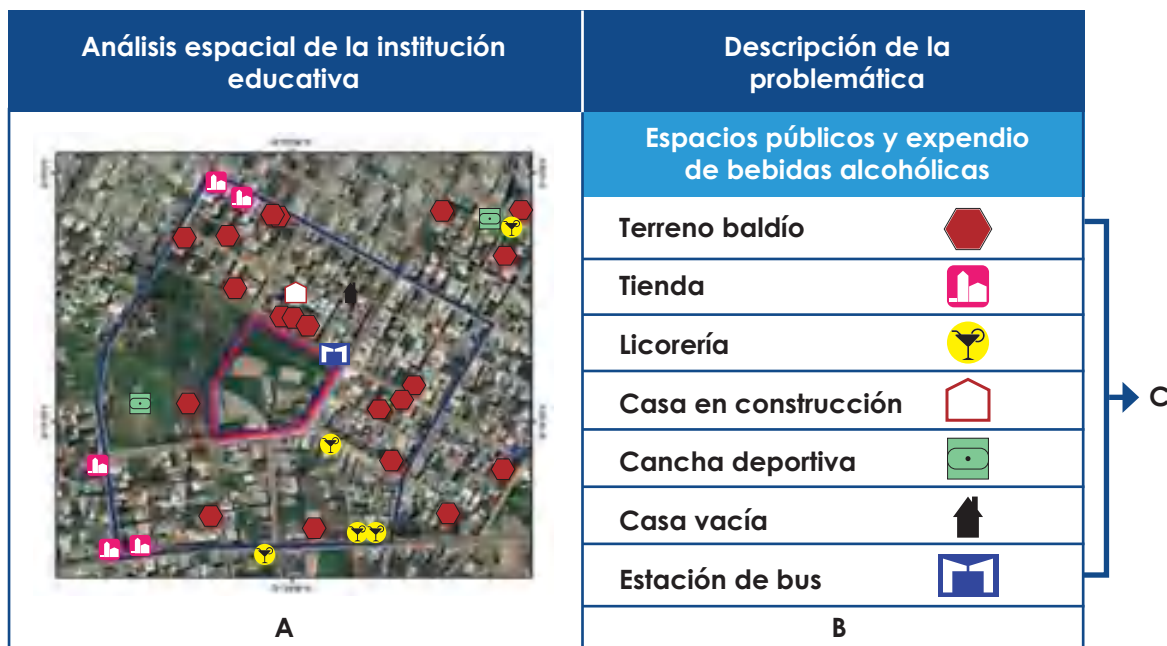 Análisis espacial de la institución
educativa
Descripción de la
problemática
Espacios públicos y expendio
de bebidas alcohólicas
Terreno baldío
Tienda
Licorería
Casa en construcción
Cancha deportiva
Casa vacía
Estación de bus
A
B
C